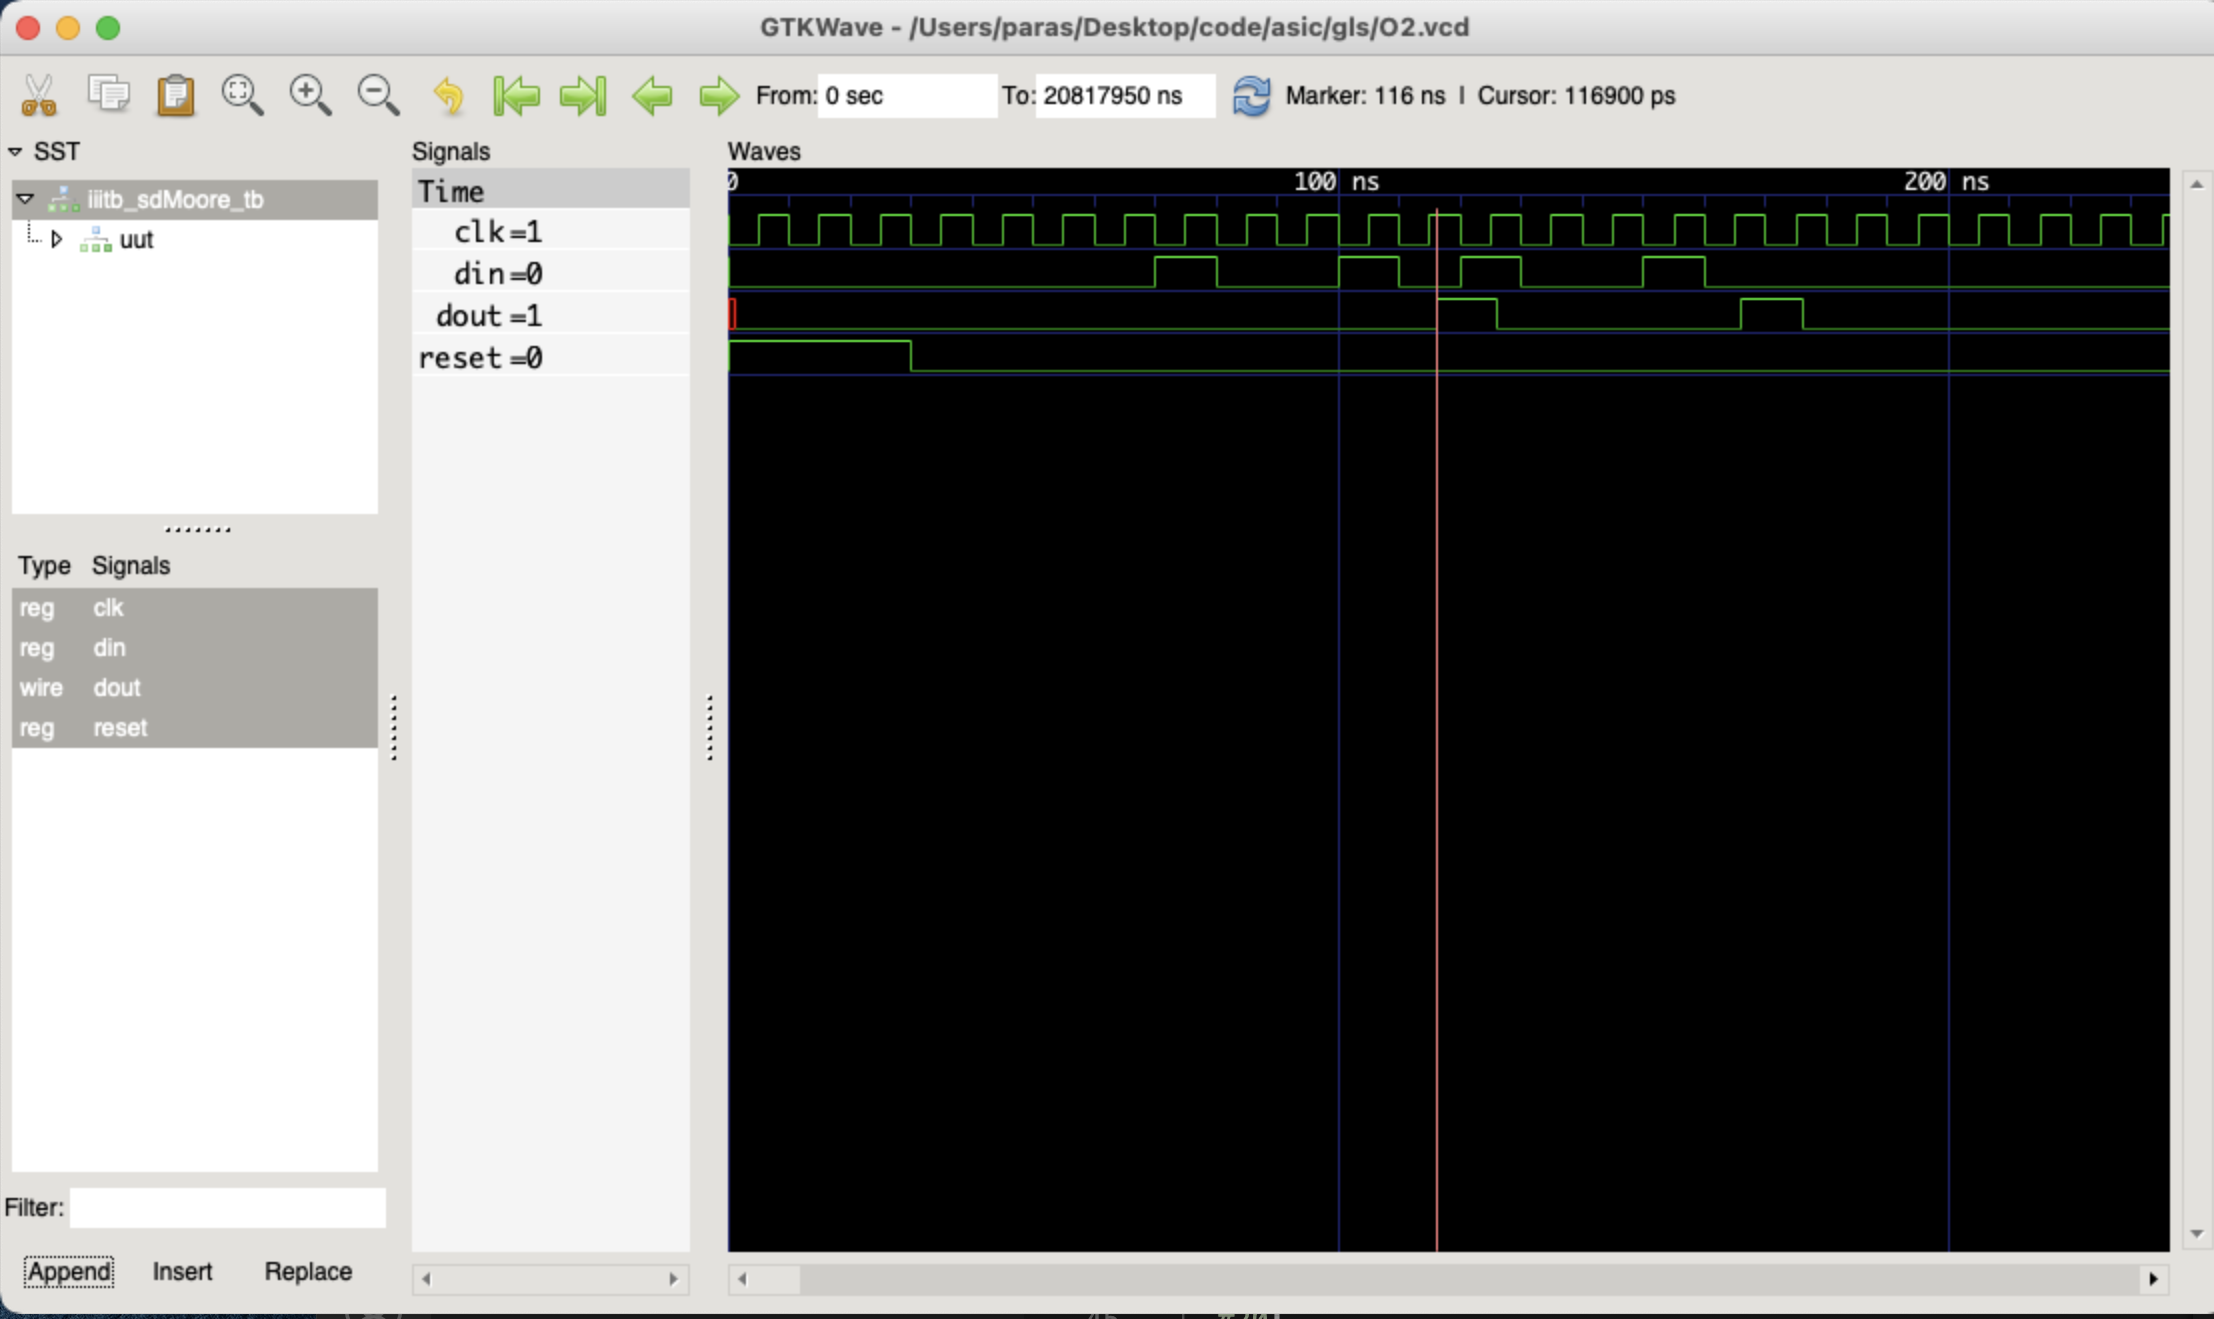 GTKWave - /Users/paras/Desktop/code/asic/gls/O2.vcd
From: 0 sec To: 20817950 ns Marker: 116 ns | Cursor: 116900 ps
SST
iiitb_sdMoore_tb
uut
Type Signals
reg clk
reg din
wire dout
reg reset
Filter:
Append Insert Replace
Signals
Time
clk=1
din=0
dout=1
reset=0
Waves
0 100 ns 200 ns